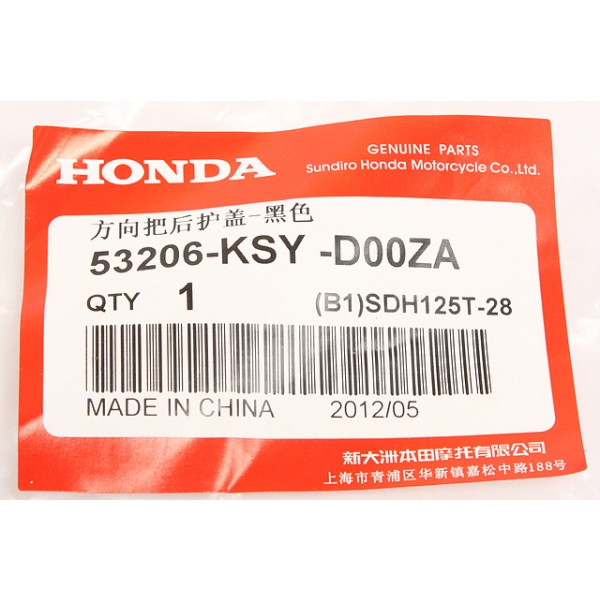 HONDA
GENUINE PARTS
Sundiro Honda Motorcycle Co.,Ltd.
方向把后护盖-黑色
53206-KSY -D00ZA
QTY 1 (B1)SDH125T-28
MADE IN CHINA 2012/05
新大洲本田摩托有限公司
上海市青浦区华新镇嘉松中路188号